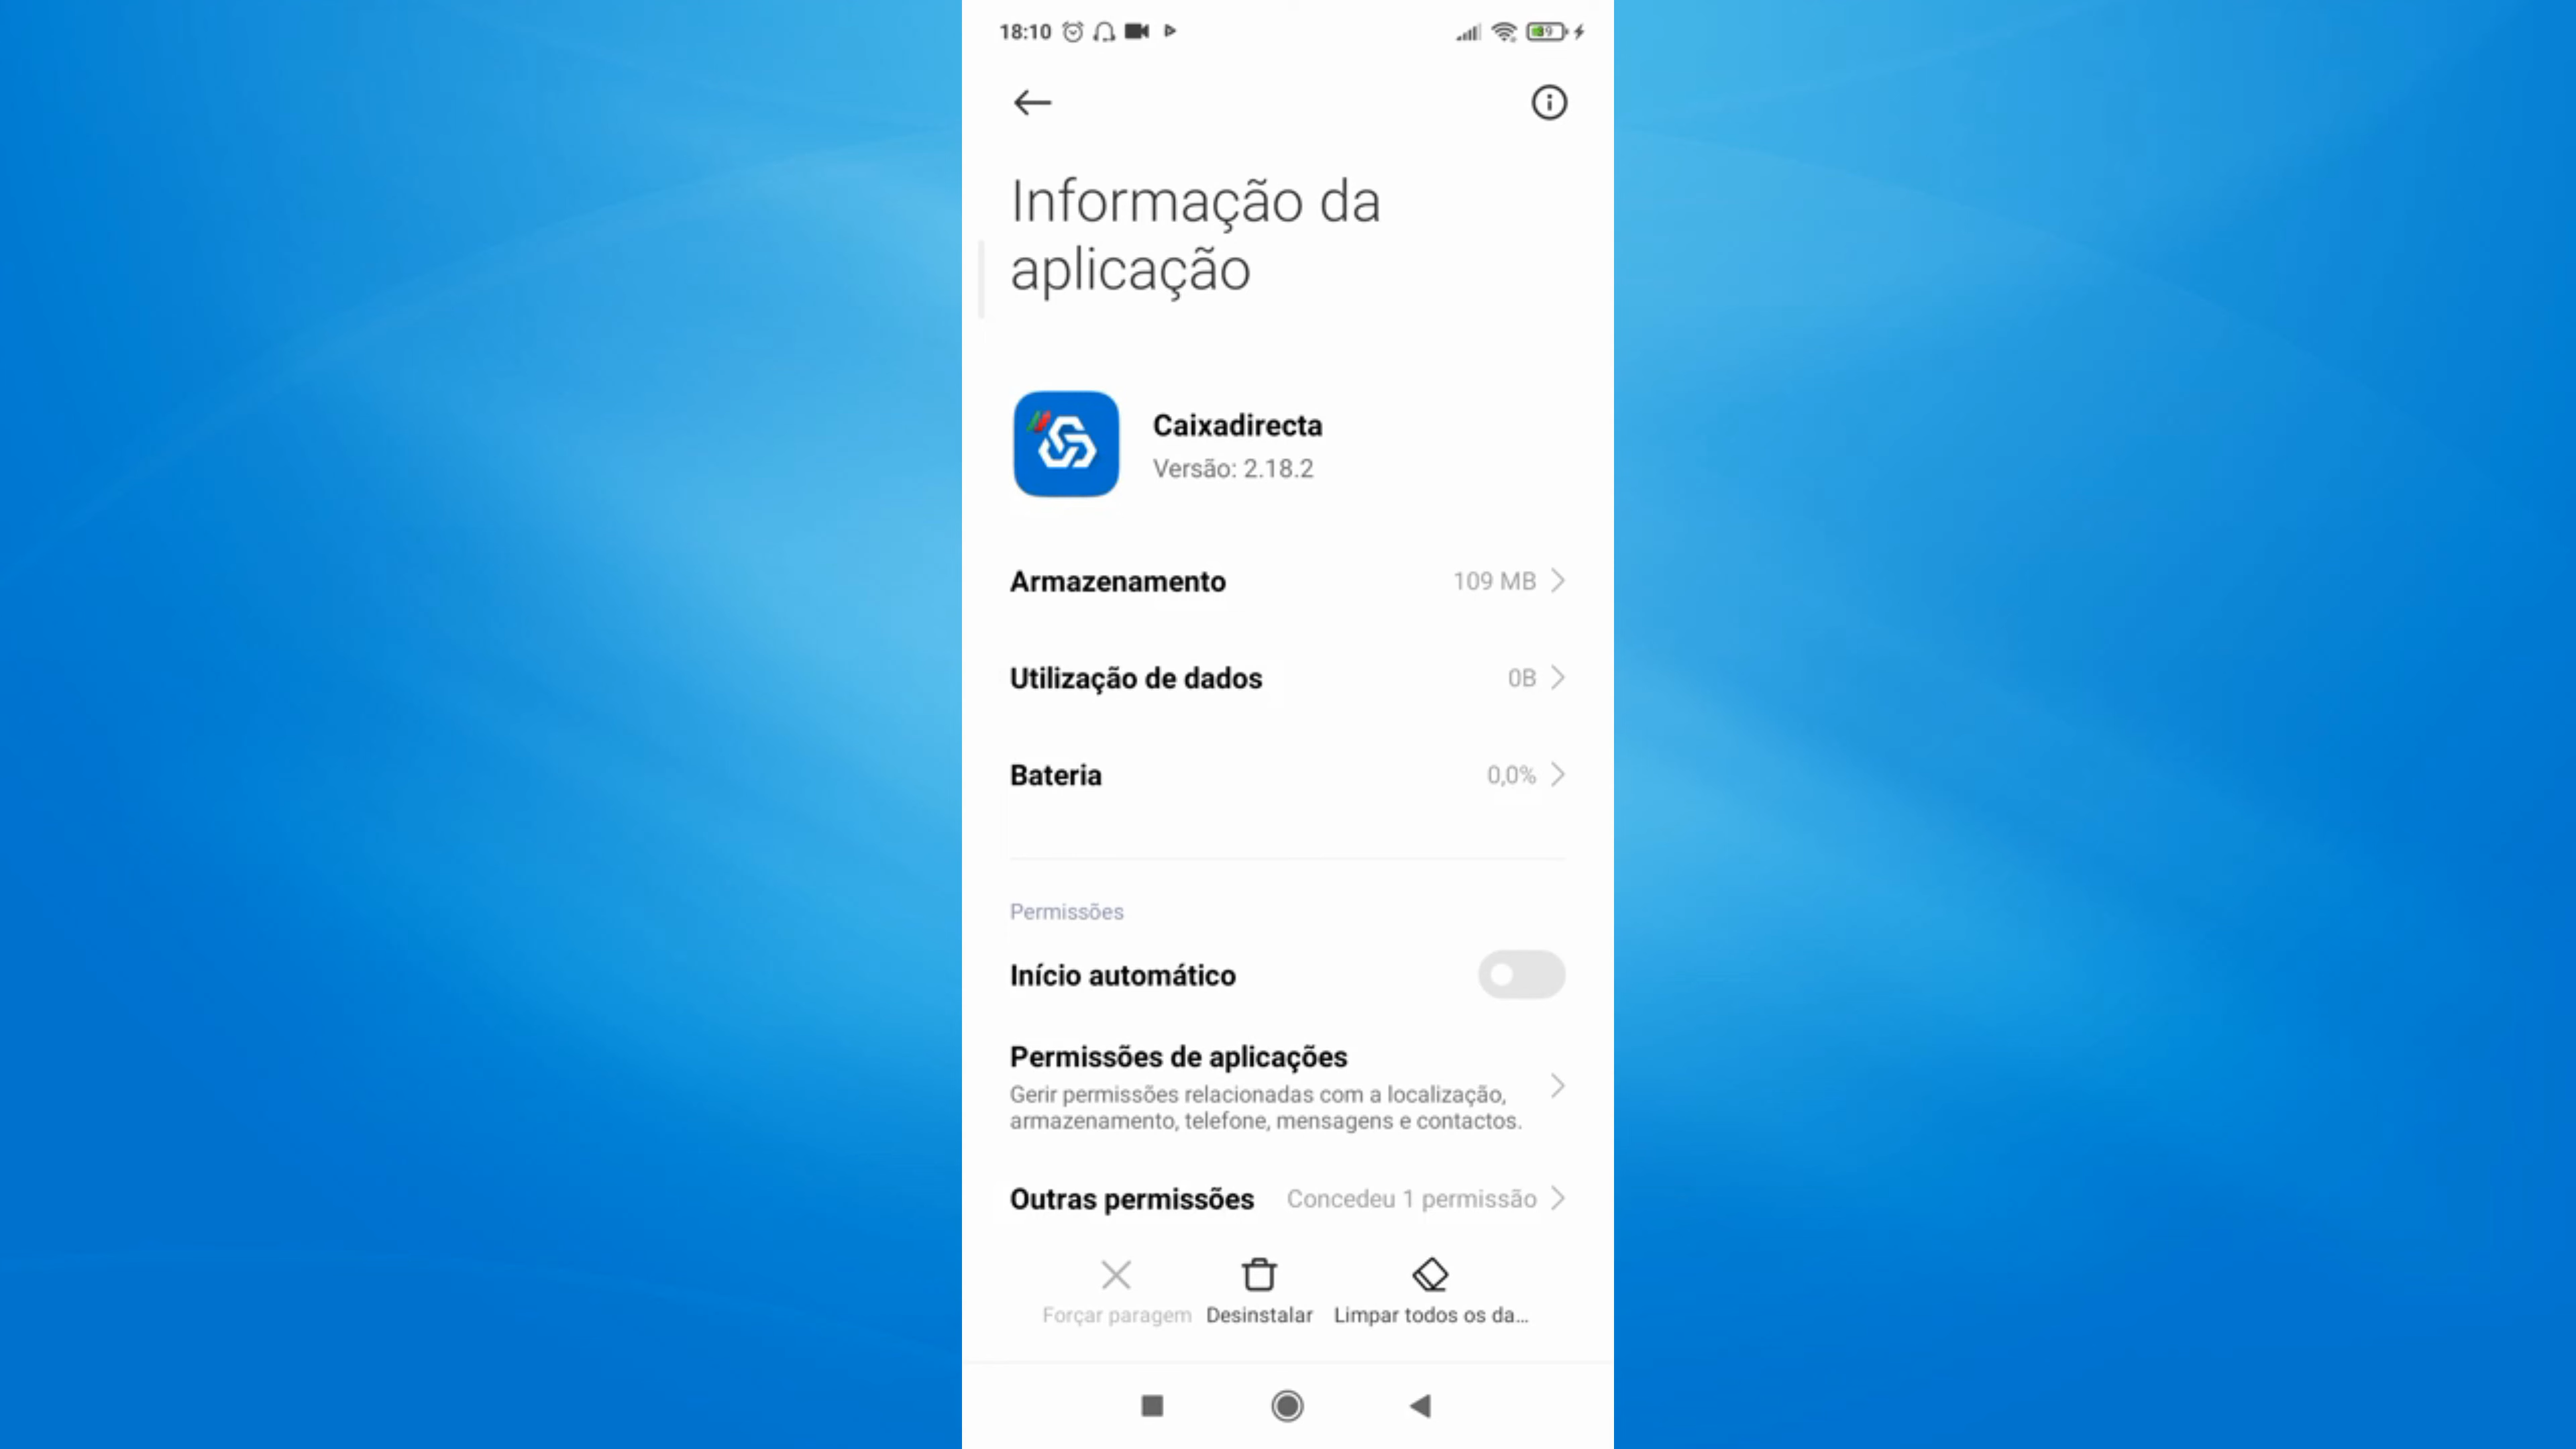 18:10
39
Informação da
aplicação
Caixadirecta
Versão: 2.18.2
Armazenamento 109 MB
Utilização de dados 0B
Bateria 0,0%
Permissões
Início automático
Permissões de aplicações
Gerir permissões relacionadas com a localização,
armazenamento, telefone, mensagens e contactos.
Outras permissões Concedeu 1 permissão
Forçar paragem Desinstalar Limpar todos os da...